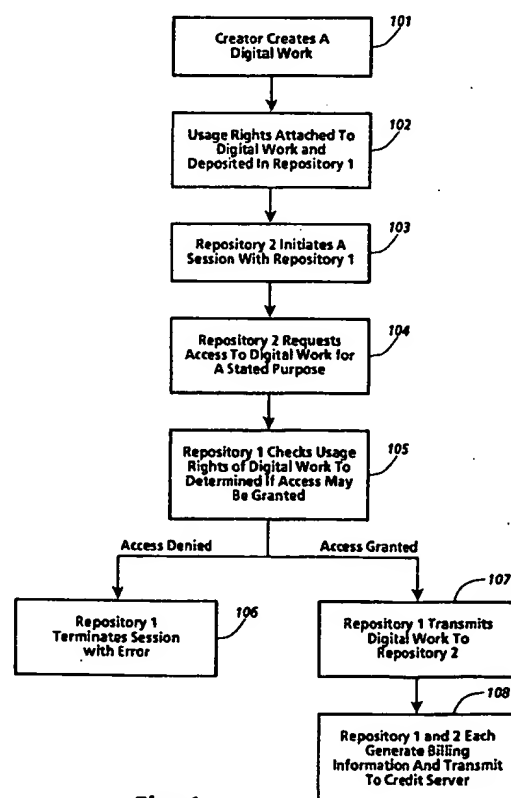 101
Creator Creates A
Digital Work
102
Usage Rights Attached To
Digital Work and
Deposited In Repository 1
103
Repository 2 Initiates A
Session With Repository 1
104
Repository 2 Requests
Access To Digital Work for
A Stated Purpose
105
Repository 1 Checks Usage
Rights of Digital Work To
Determined If Access May
Be Granted
Access Denied
Access Granted
106
Repository 1
Terminates Session
with Error
107
Repository 1 Transmits
Digital Work To
Repository 2
108
Repository 1 and 2 Each
Generate Billing
Information And Transmit
To Credit Server